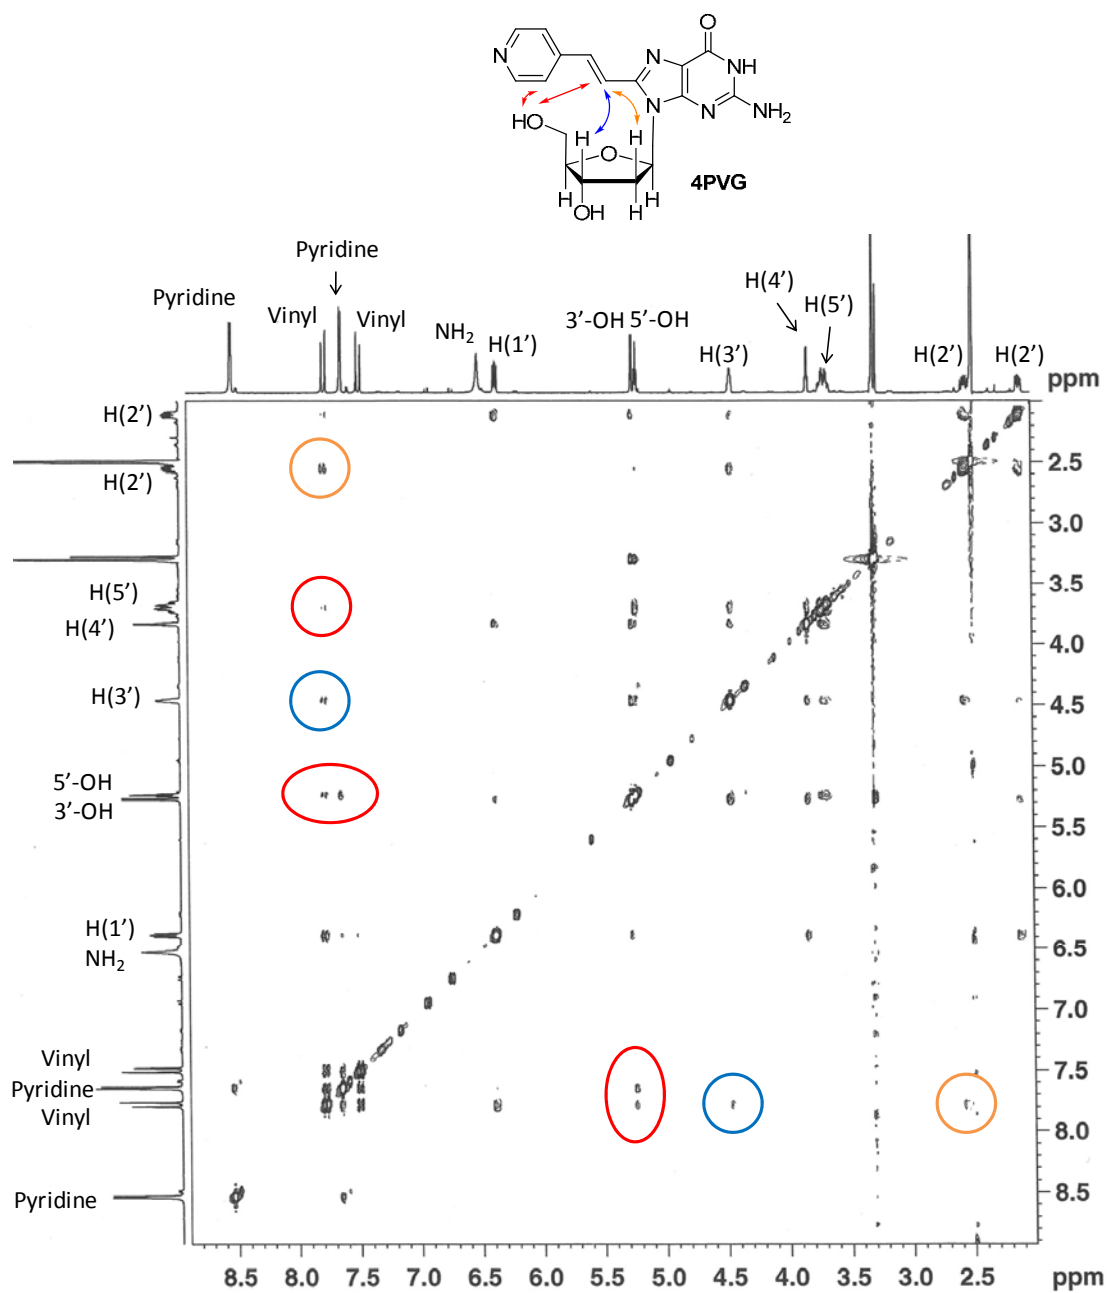 O
N
N
NH
N
N
NH2
HO
H
H
O
4PVG
H
H
OH
H
Pyridine
H(4’)
Pyridine
H(5’)
Vinyl
Vinyl
3’-OH 5’-OH
NH2
H(1’)
H(3’)
H(2’)
H(2’)
ppm
H(2’)
H(2’)
2.5
3.0
3.5
H(5’)
H(4’)
4.0
H(3’)
4.5
5.0
5’-OH
3’-OH
5.5
6.0
H(1’)
NH2
6.5
7.0
Vinyl
7.5
Pyridine
Vinyl
8.0
Pyridine
8.5
8.5 8.0 7.5 7.0 6.5 6.0 5.5 5.0 4.5 4.0 3.5 3.0 2.5 ppm